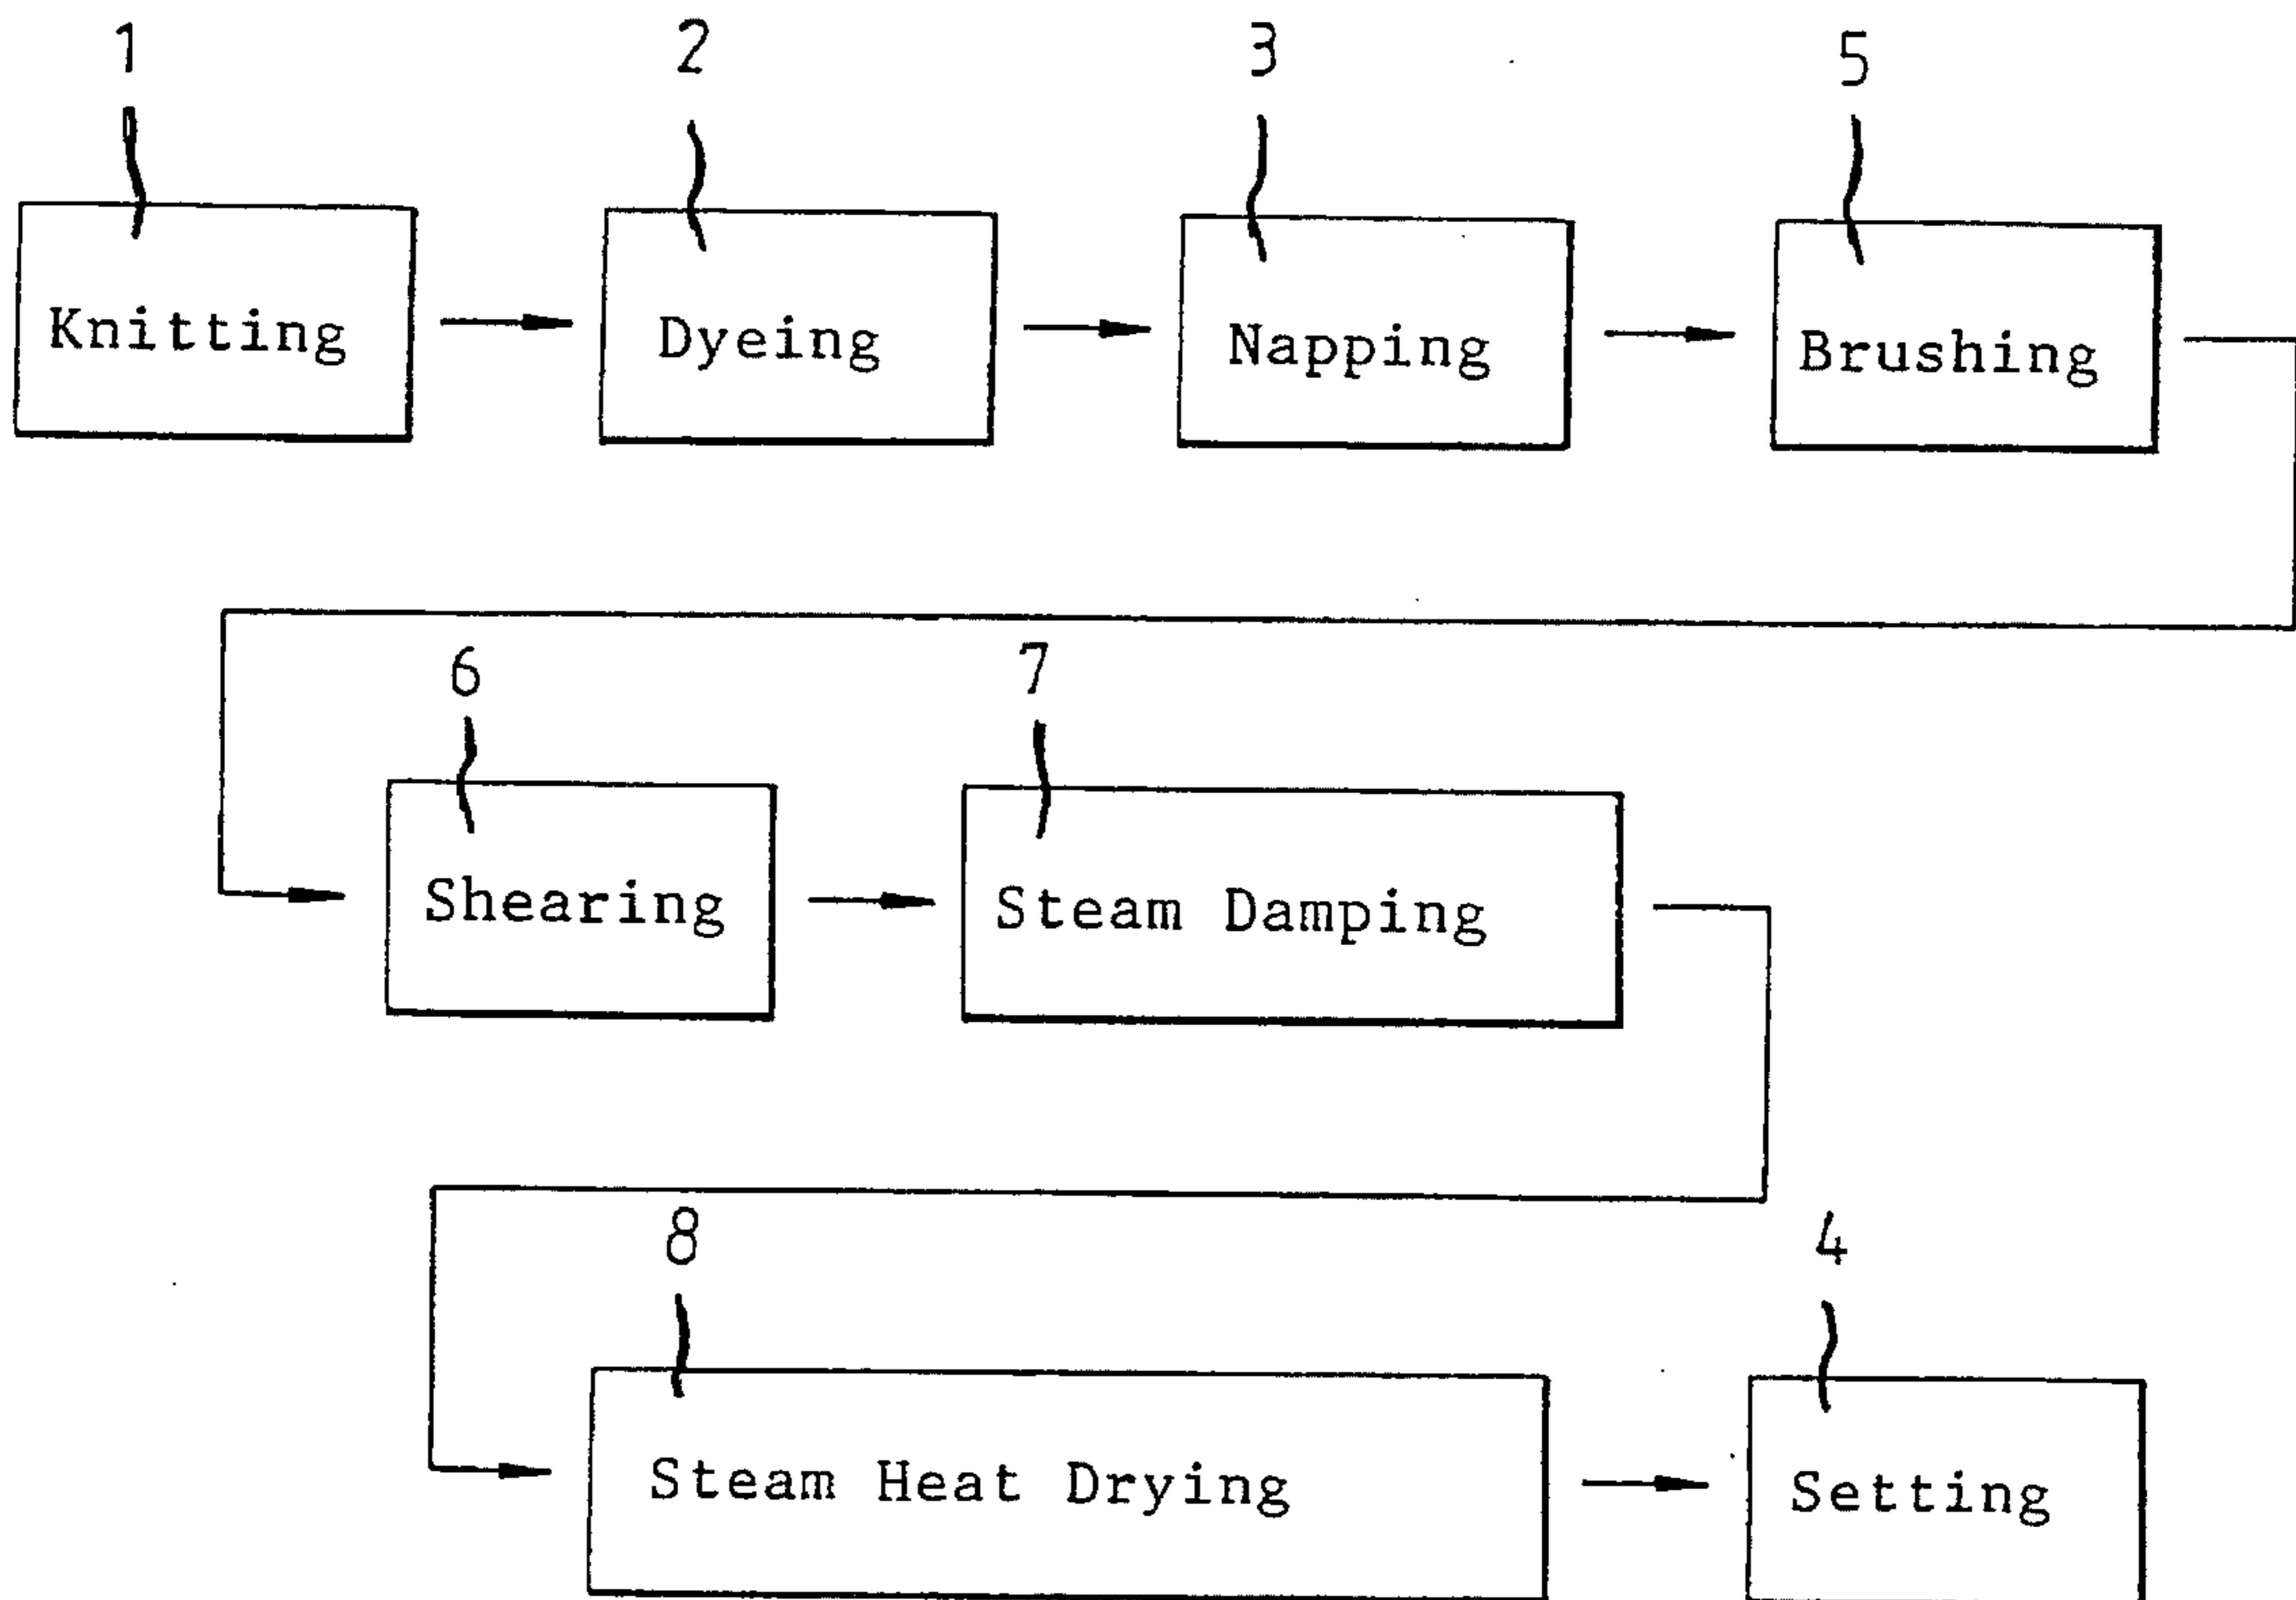 1 2 3 5
Knitting Dyeing Napping Brushing
6 7
Shearing Steam Damping
8 4
Steam Heat Drying Setting